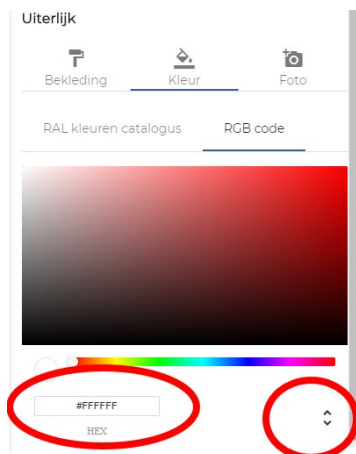 Uiterlijk
Bekleding Kleur Foto
RAL kleuren catalogus RGB code
#FFFFFF
HEX